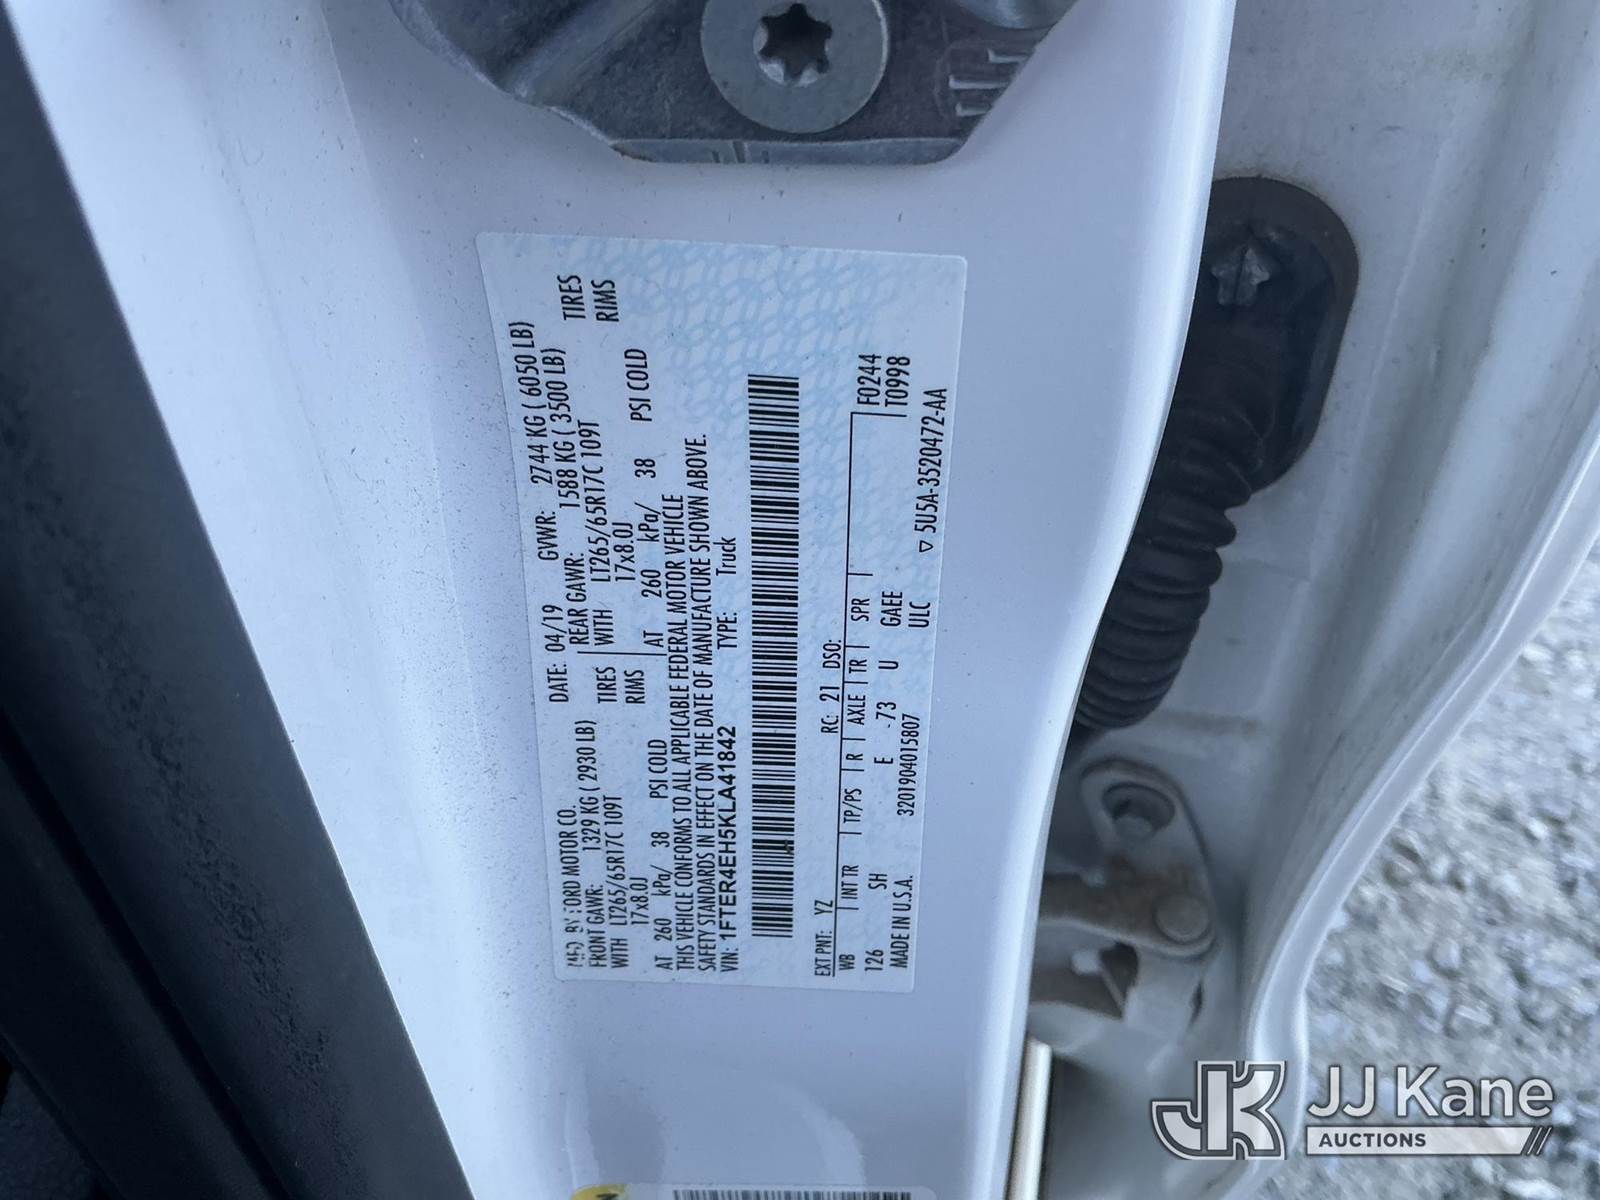 BY FORD MOTOR CO. DATE: 04/19 GVWR: 2744 KG ( 6050 LB)
FRONT GAWR: 1329 KG ( 2930 LB) REAR GAWR: 1588 KG ( 3500 LB)
WITH LT265/65R17C 109T TIRES WITH LT265/65R17C 109T TIRES
17x8.0J RIMS 17x8.0J RIMS
AT 260 kPa/ 38 PSI COLD AT 260 kPa/ 38 PSI COLD
THIS VEHICLE CONFORMS TO ALL APPLICABLE FEDERAL MOTOR VEHICLE
SAFETY STANDARDS IN EFFECT ON THE DATE OF MANUFACTURE SHOWN ABOVE.
VIN: 1FTER4EH5KLA41842 TYPE: Truck
EXT PNT: YZ RC: 21 DSO: F0244
WB INT TR TP/PS R AXLE TR SPR T0998
126 SH E -73 U GAEE
MADE IN U.S.A. 320190401580​7 ULC ▽ 5U5A-3520472-AA
JK JJ Kane
AUCTIONS